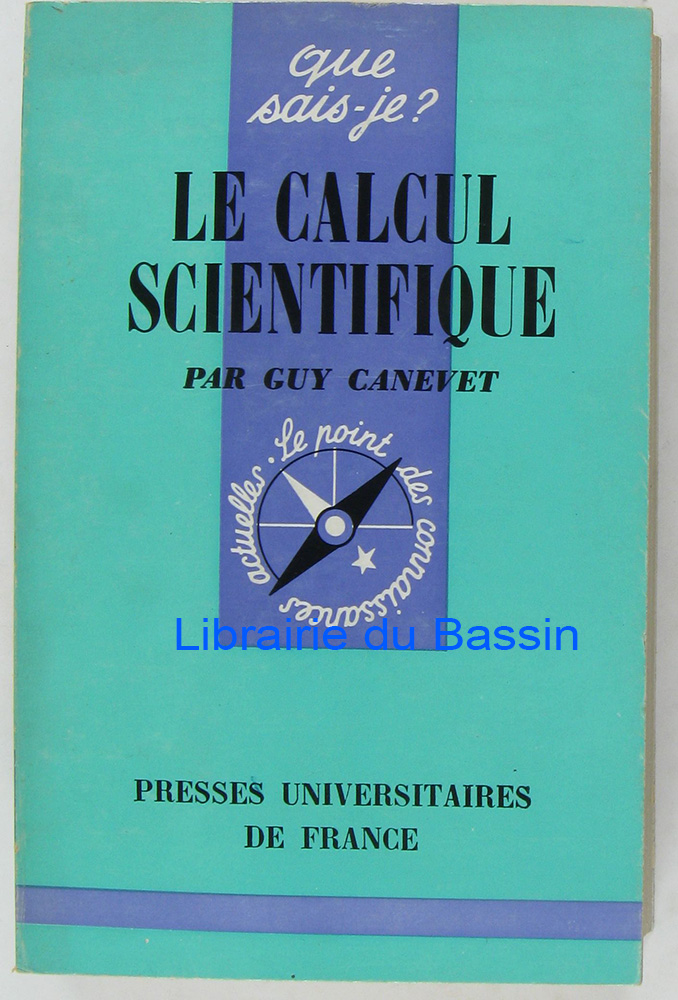 que
sais-je?
LE CALCUL
SCIENTIFIQUE
PAR GUY CANEVET
Le point des connaissances actuelles.
Librairie du Bassin
PRESSES UNIVERSITAIRES
DE FRANCE